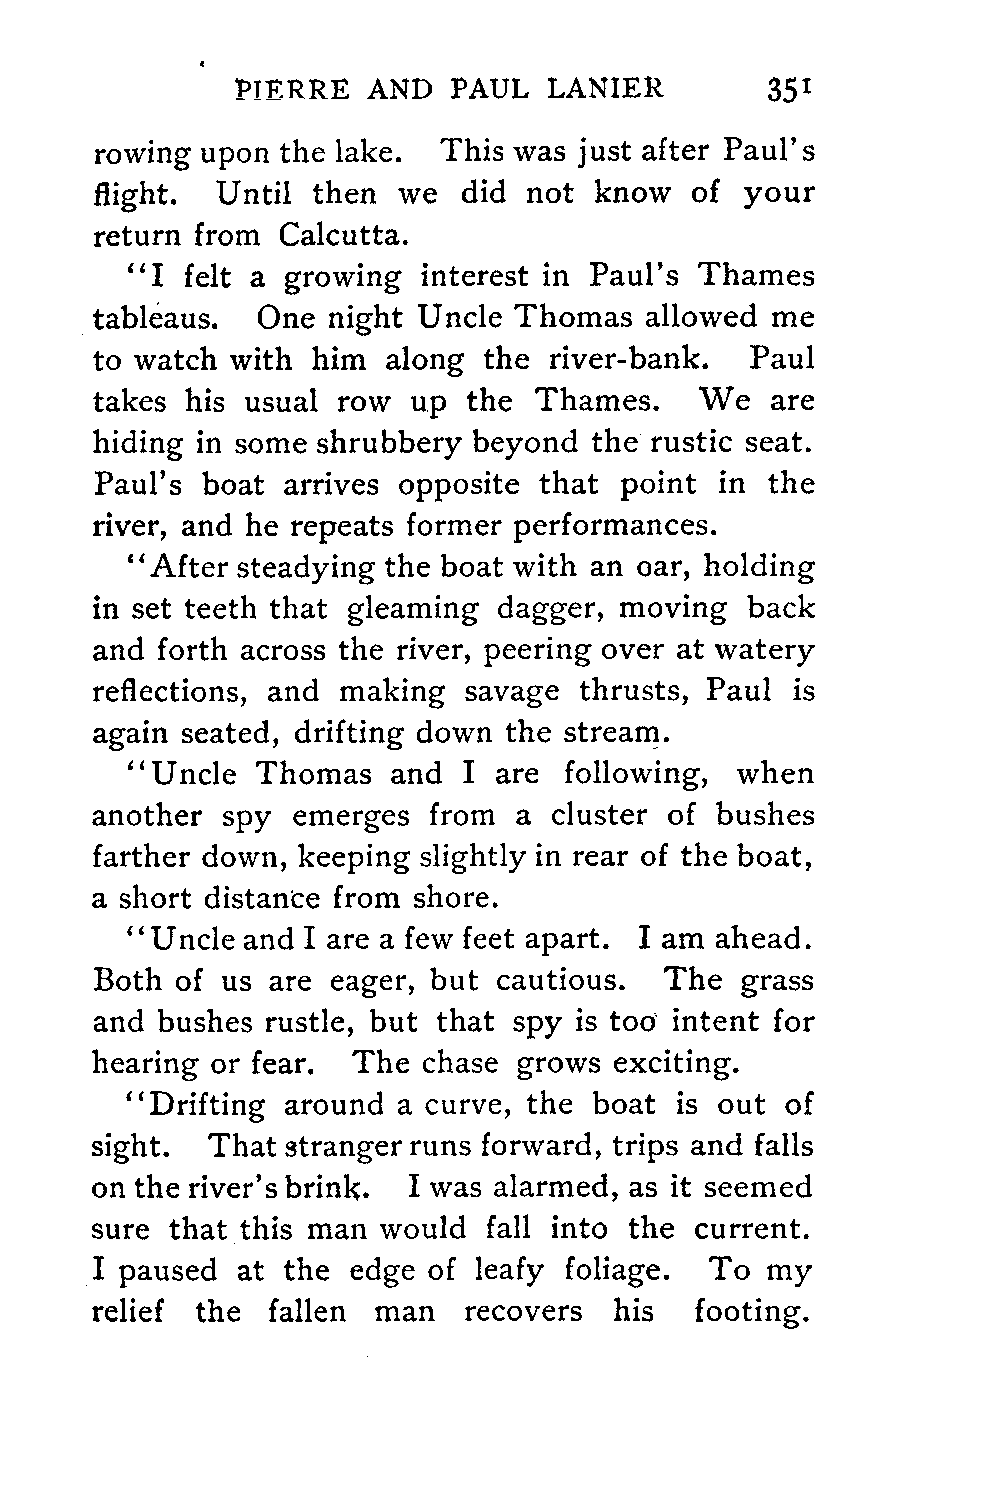 PIERRE AND PAUL LANIER 351
rowing upon the lake. This was just after Paul's
flight. Until then we did not know of your
return from Calcutta.
"I felt a growing interest in Paul's Thames
tableaus. One night Uncle Thomas allowed me
to watch with him along the river-bank. Paul
takes his usual row up the Thames. We are
hiding in some shrubbery beyond the rustic seat.
Paul's boat arrives opposite that point in the
river, and he repeats former performances.
"After steadying the boat with an oar, holding
in set teeth that gleaming dagger, moving back
and forth across the river, peering over at watery
reflections, and making savage thrusts, Paul is
again seated, drifting down the stream.
"Uncle Thomas and I are following, when
another spy emerges from a cluster of bushes
farther down, keeping slightly in rear of the boat,
a short distance from shore.
"Uncle and I are a few feet apart. I am ahead.
Both of us are eager, but cautious. The grass
and bushes rustle, but that spy is too intent for
hearing or fear. The chase grows exciting.
"Drifting around a curve, the boat is out of
sight. That stranger runs forward, trips and falls
on the river's brink. I was alarmed, as it seemed
sure that this man would fall into the current.
I paused at the edge of leafy foliage. To my
relief the fallen man recovers his footing.